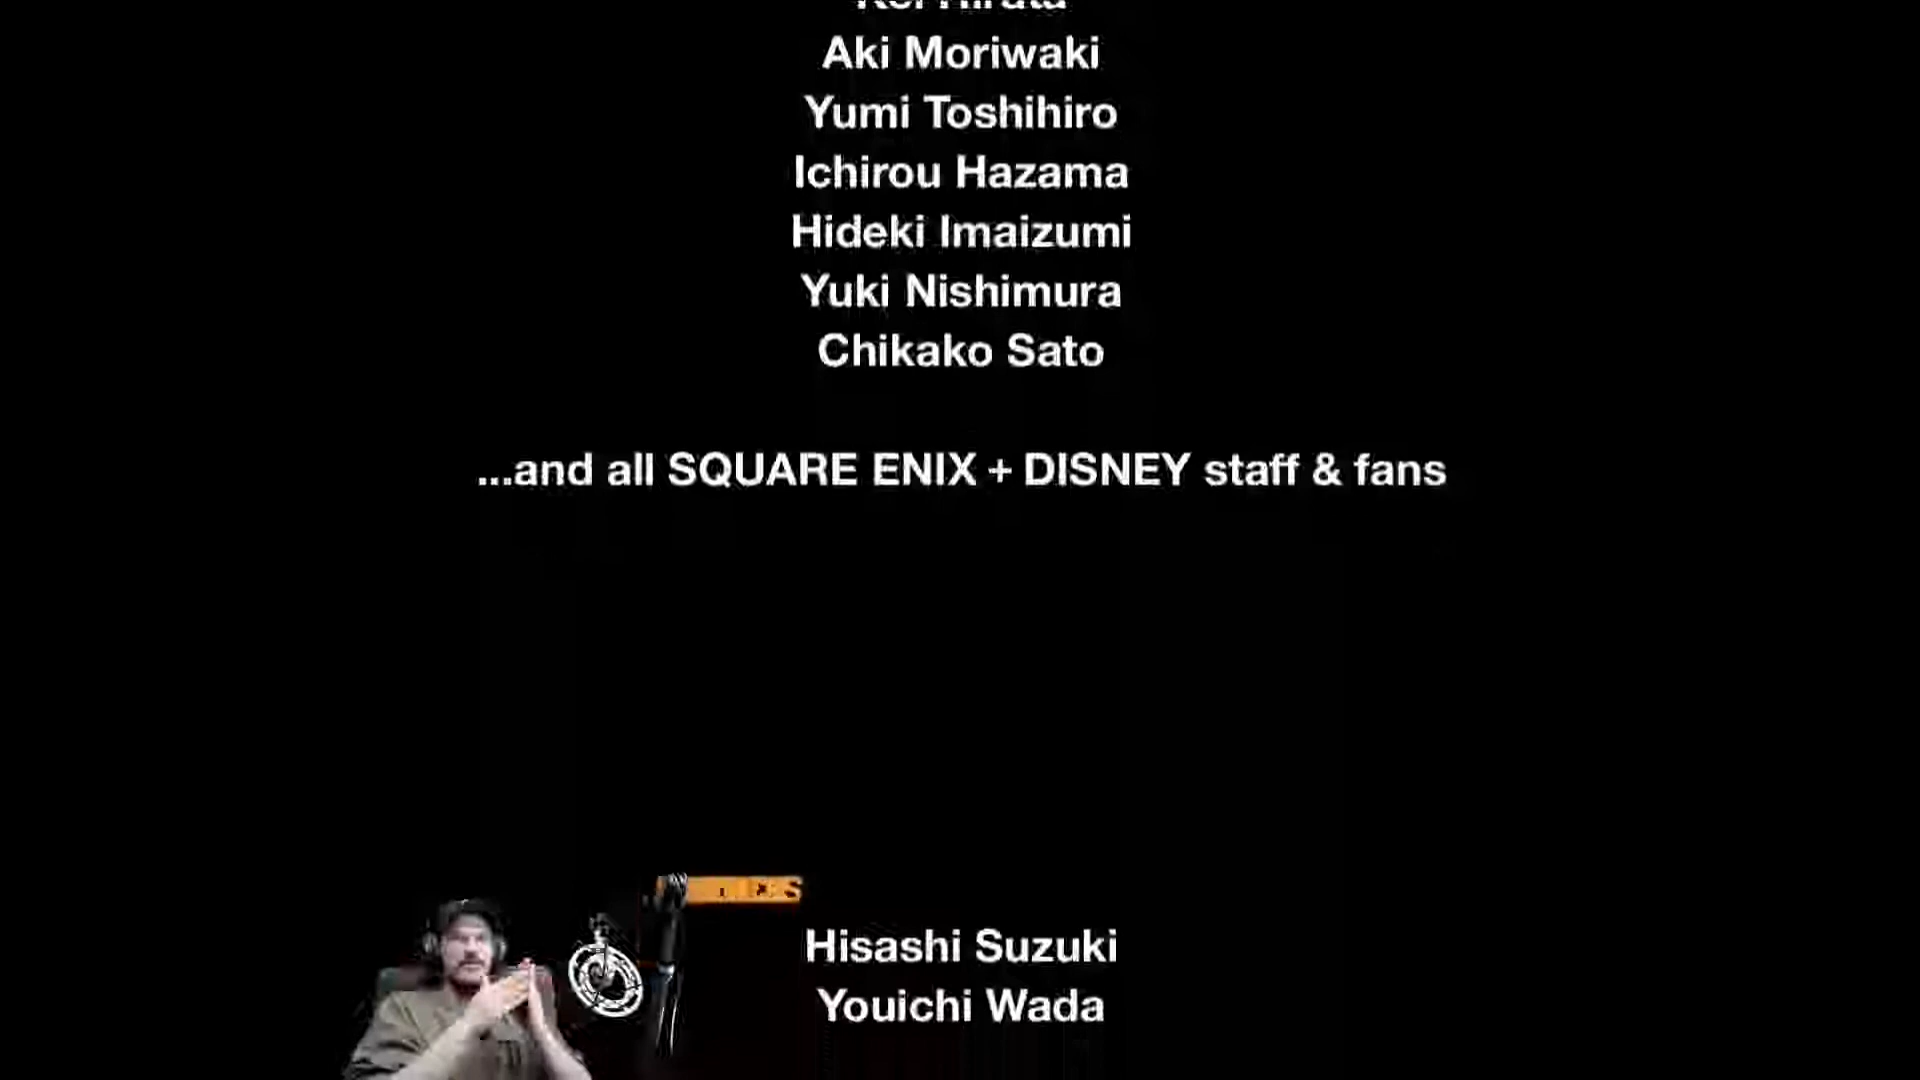 Aki Moriwaki
Yumi Toshihiro
Ichirou Hazama
Hideki Imaizumi
Yuki Nishimura
Chikako Sato
...and all SQUARE ENIX + DISNEY staff & fans
Hisashi Suzuki
Youichi Wada